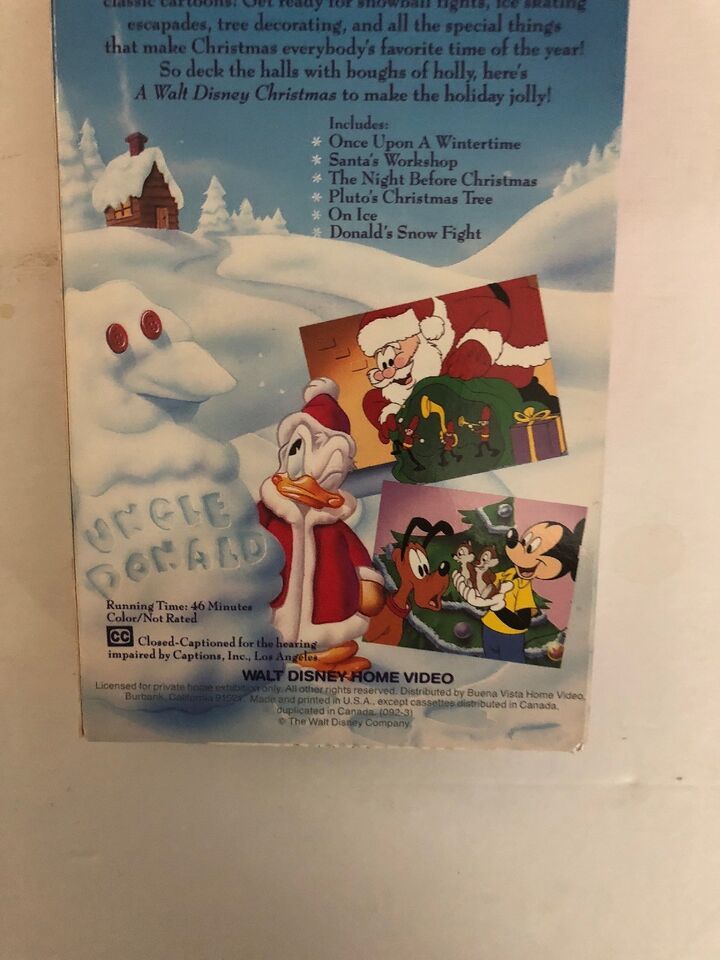 classic cartoons! Get ready for snowball fights, ice skating
escapades, tree decorating, and all the special things
that make Christmas everybody's favorite time of the year!
So deck the halls with boughs of holly, here's
A Walt Disney Christmas to make the holiday jolly!
Includes:
* Once Upon A Wintertime
* Santa's Workshop
* The Night Before Christmas
* Pluto's Christmas Tree
* On Ice
* Donald's Snow Fight
UNCLE
DONALD
Running Time: 46 Minutes
Color/Not Rated
CC Closed-Captioned for the hearing
impaired by Captions, Inc., Los Angeles
WALT DISNEY HOME VIDEO
Licensed for private home exhibition only. All other rights reserved. Distributed by Buena Vista Home Video,
Burbank, California 91521. Made and printed in U.S.A., except cassettes distributed in Canada,
duplicated in Canada. (092-3)
© The Walt Disney Company